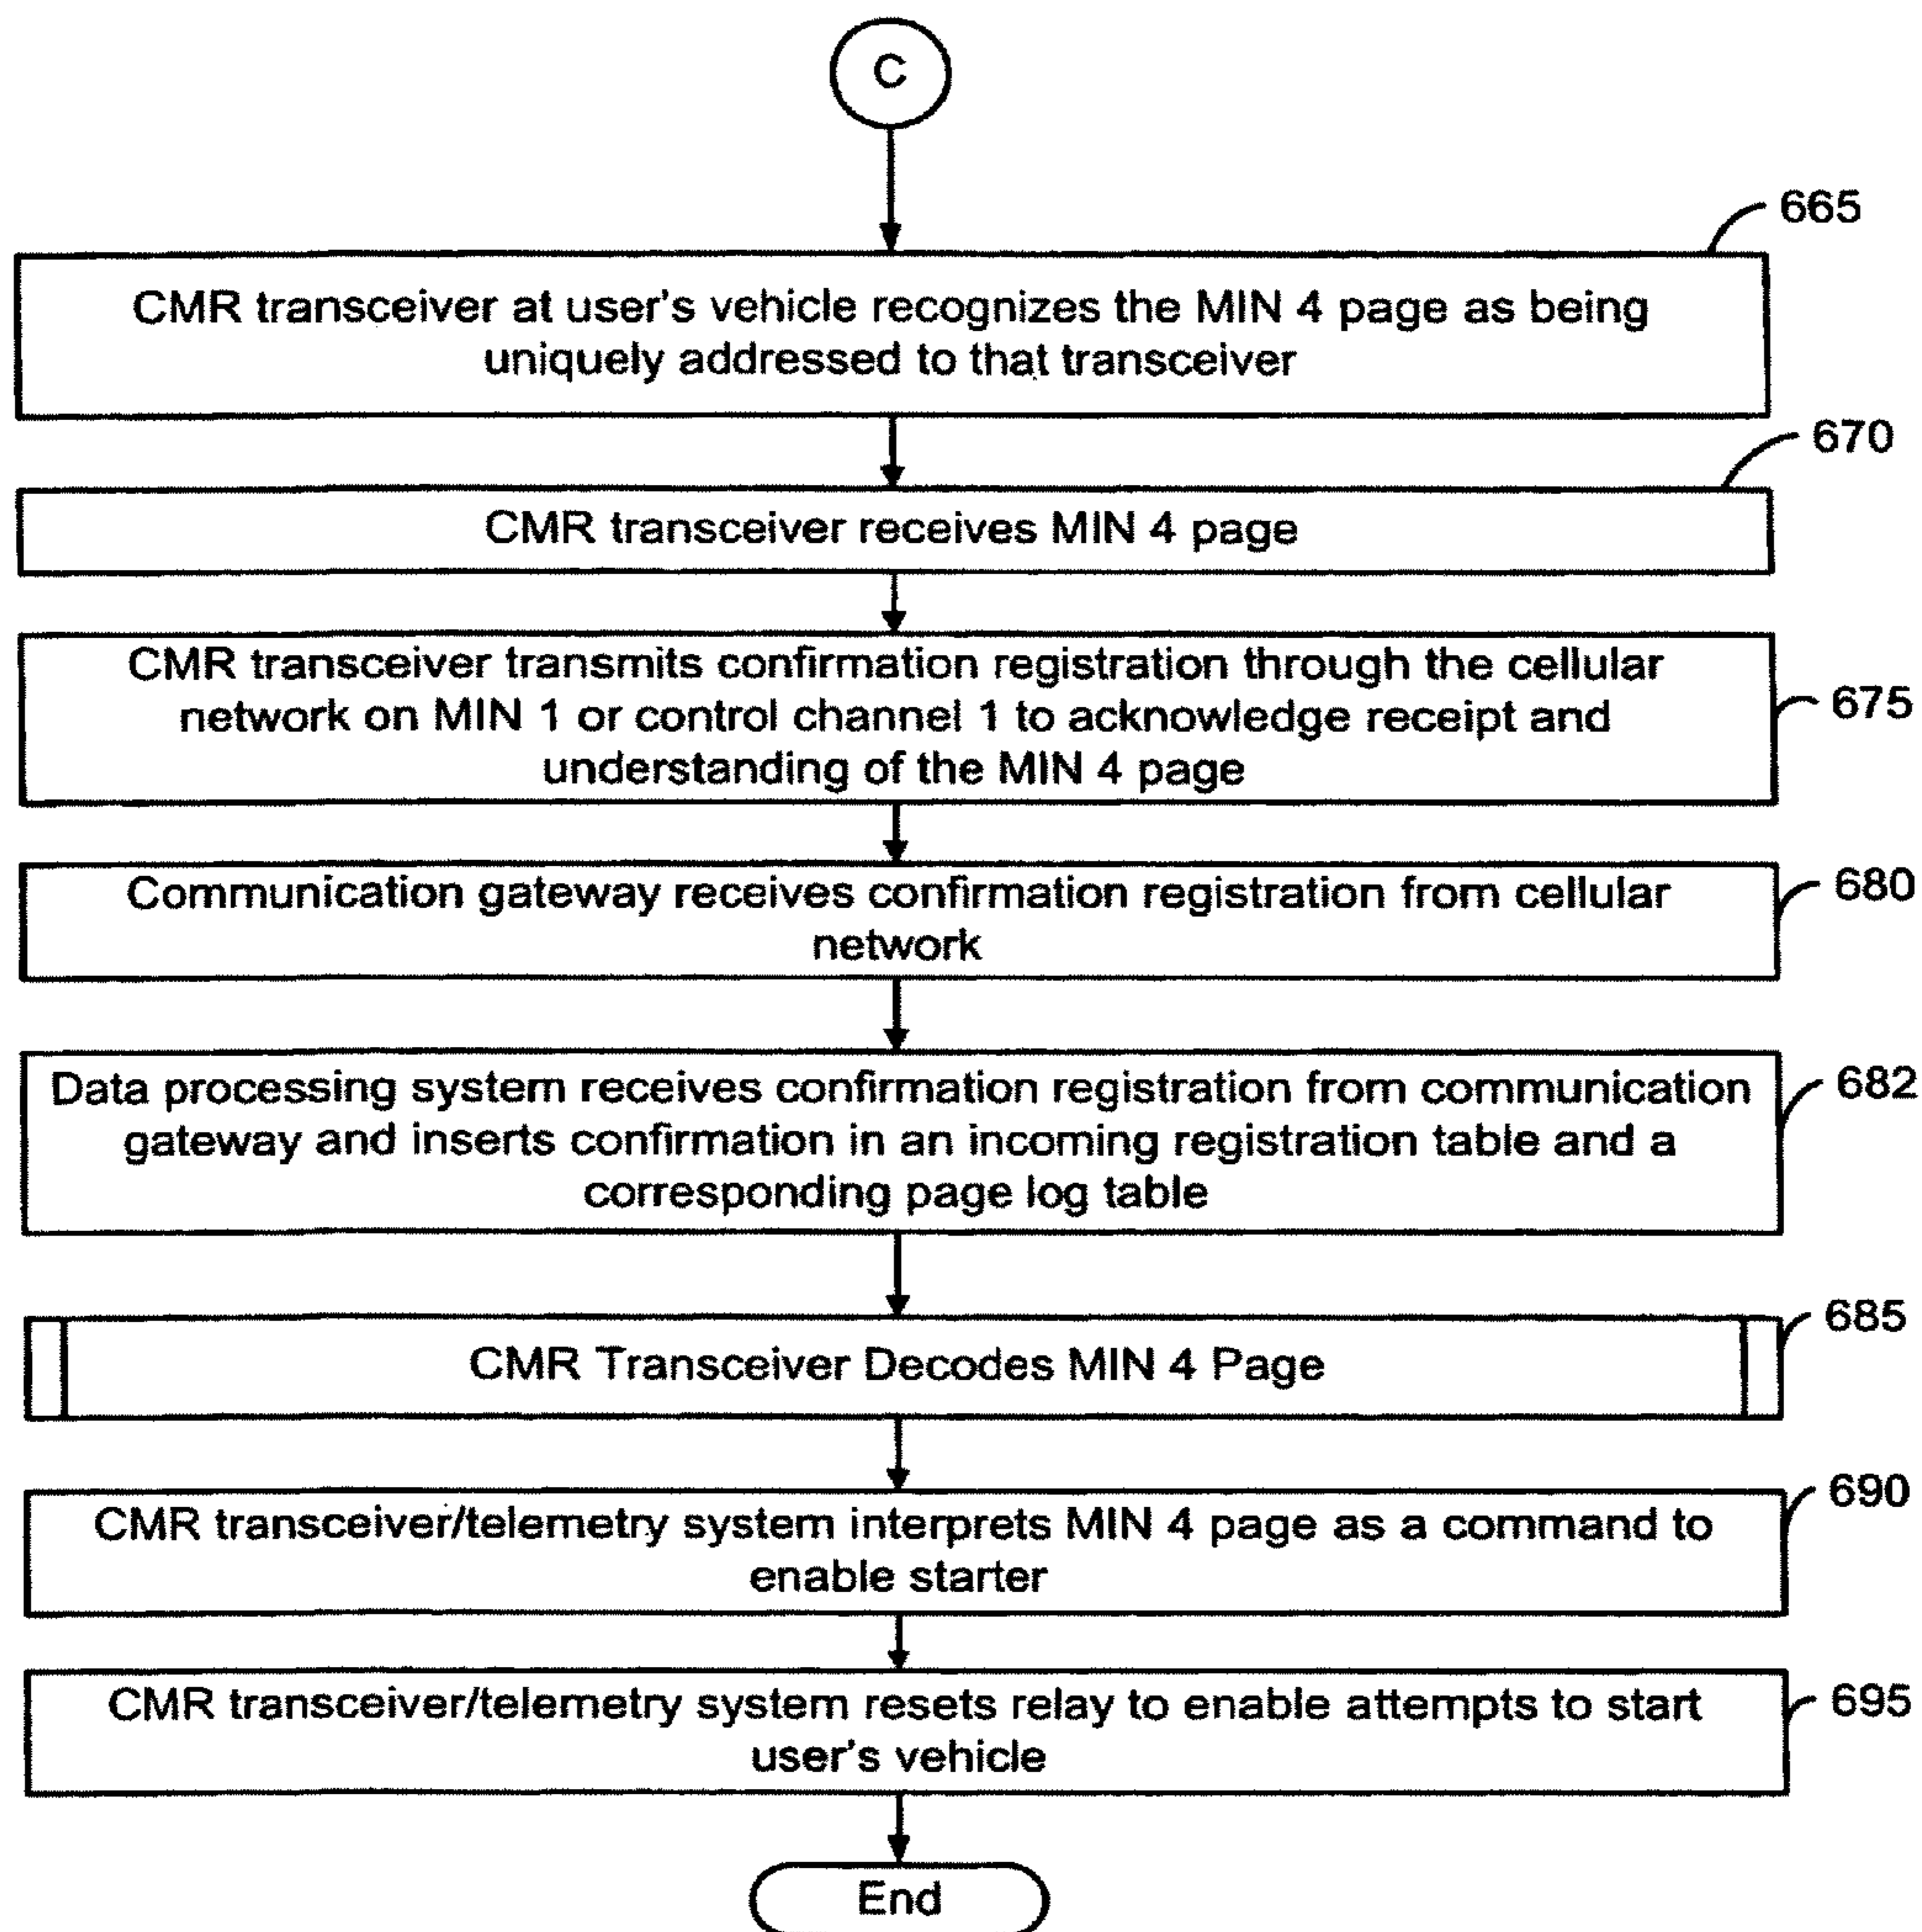 C
665
CMR transceiver at user's vehicle recognizes the MIN 4 page as being
uniquely addressed to that transceiver
670
CMR transceiver receives MIN 4 page
CMR transceiver transmits confirmation registration through the cellular
network on MIN 1 or control channel 1 to acknowledge receipt and
understanding of the MIN 4 page
675
Communication gateway receives confirmation registration from cellular
network
680
Data processing system receives confirmation registration from communication
gateway and inserts confirmation in an incoming registration table and a
corresponding page log table
682
CMR Transceiver Decodes MIN 4 Page
685
CMR transceiver/telemetry system interprets MIN 4 page as a command to
enable starter
690
CMR transceiver/telemetry system resets relay to enable attempts to start
user's vehicle
695
End